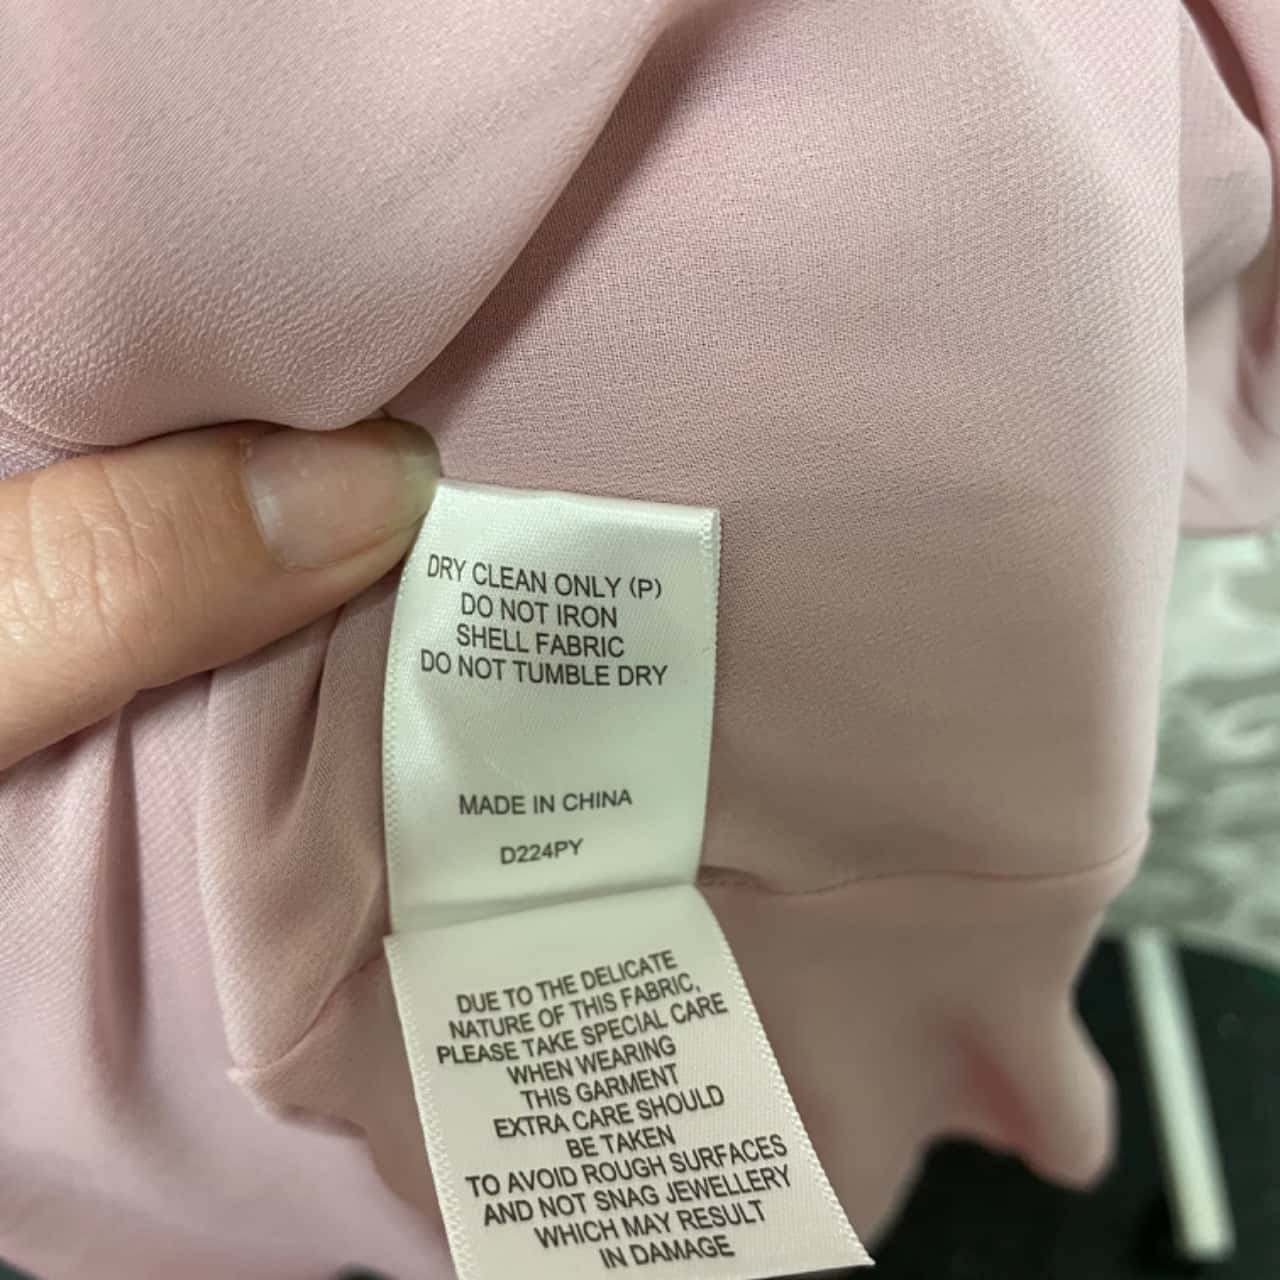 DRY CLEAN ONLY (P)
DO NOT IRON
SHELL FABRIC
DO NOT TUMBLE DRY
MADE IN CHINA
D224PY
DUE TO THE DELICATE
NATURE OF THIS FABRIC,
PLEASE TAKE SPECIAL CARE
WHEN WEARING
THIS GARMENT
EXTRA CARE SHOULD
BE TAKEN
TO AVOID ROUGH SURFACES
AND NOT SNAG JEWELLERY
WHICH MAY RESULT
IN DAMAGE